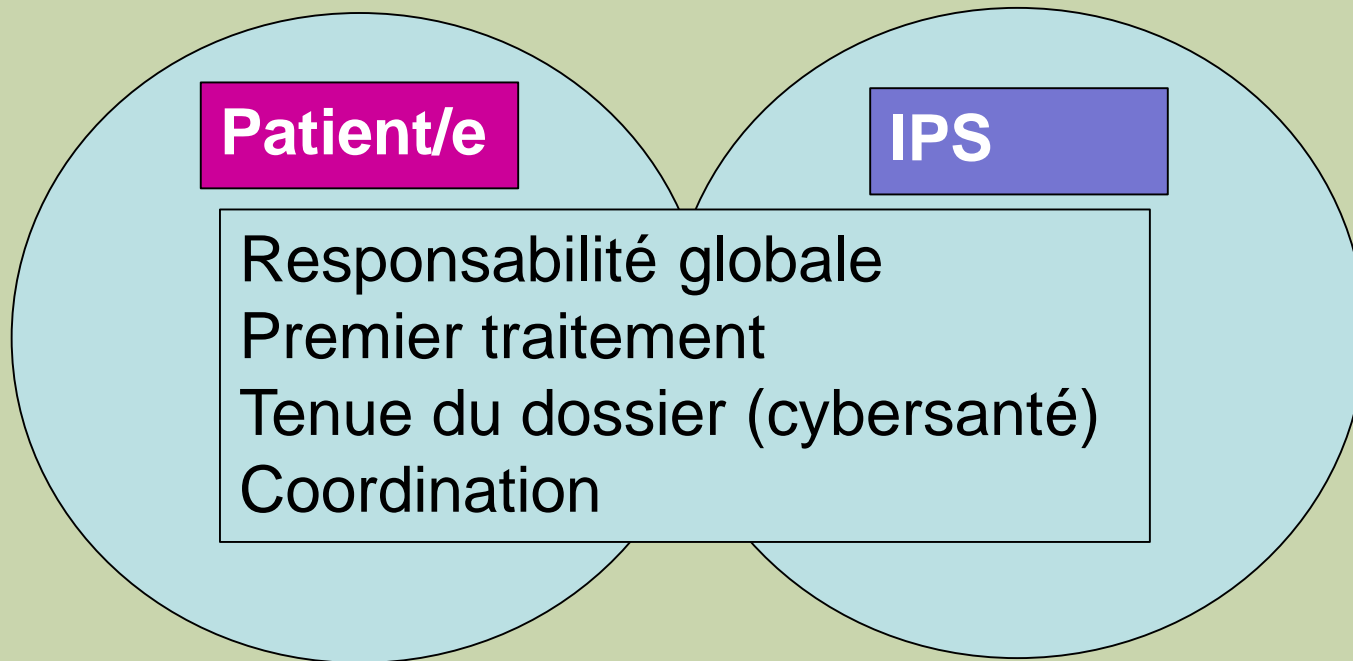 Patient/e
IPS
Responsabilité globale
Premier traitement
Tenue du dossier (cybersanté)
Coordination